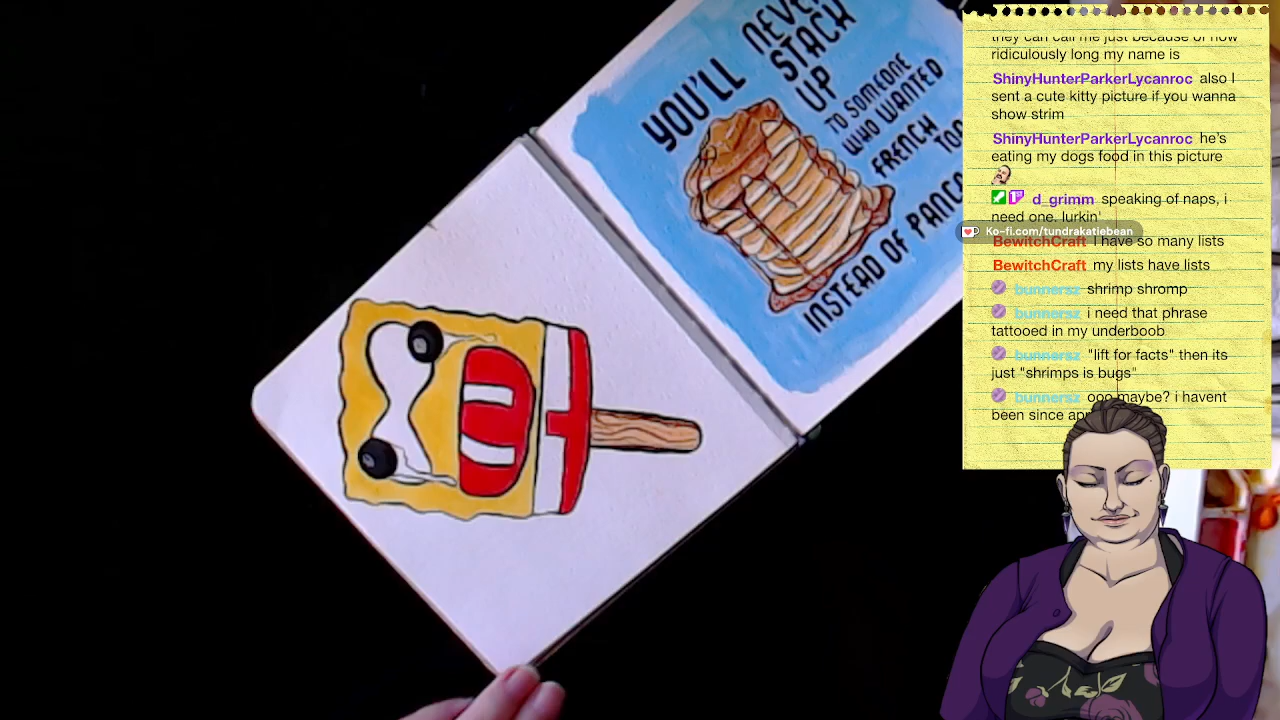 YOU'LL
NEVER
STACK
UP
TO SOMEONE
WHO WANTED
FRENCH
INSTEAD OF
they can call me just because of how
ridiculously long my name is
ShinyHunterParkerLycanroc also I
sent a cute kitty picture if you wanna
show strim
ShinyHunterParkerLycanroc he's
eating my dogs food in this picture
d_grimm speaking of naps, i
need one. lurkin'
Ko-fi.com/tundrakatiebean
BewitchCraft I have so many lists
BewitchCraft my lists have lists
bunnersz shrimp shromp
bunnersz i need that phrase
tattooed in my underboob
bunnersz "lift for facts" then its
just "shrimps is bugs"
bunnersz ooo maybe? i havent
been since